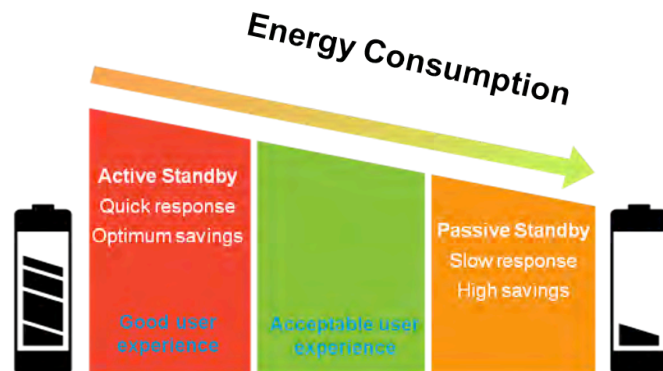 Energy Consumption
Active Standby
Quick response
Optimum savings
Good user
experience
Acceptable user
experience
Passive Standby
Slow response
High savings